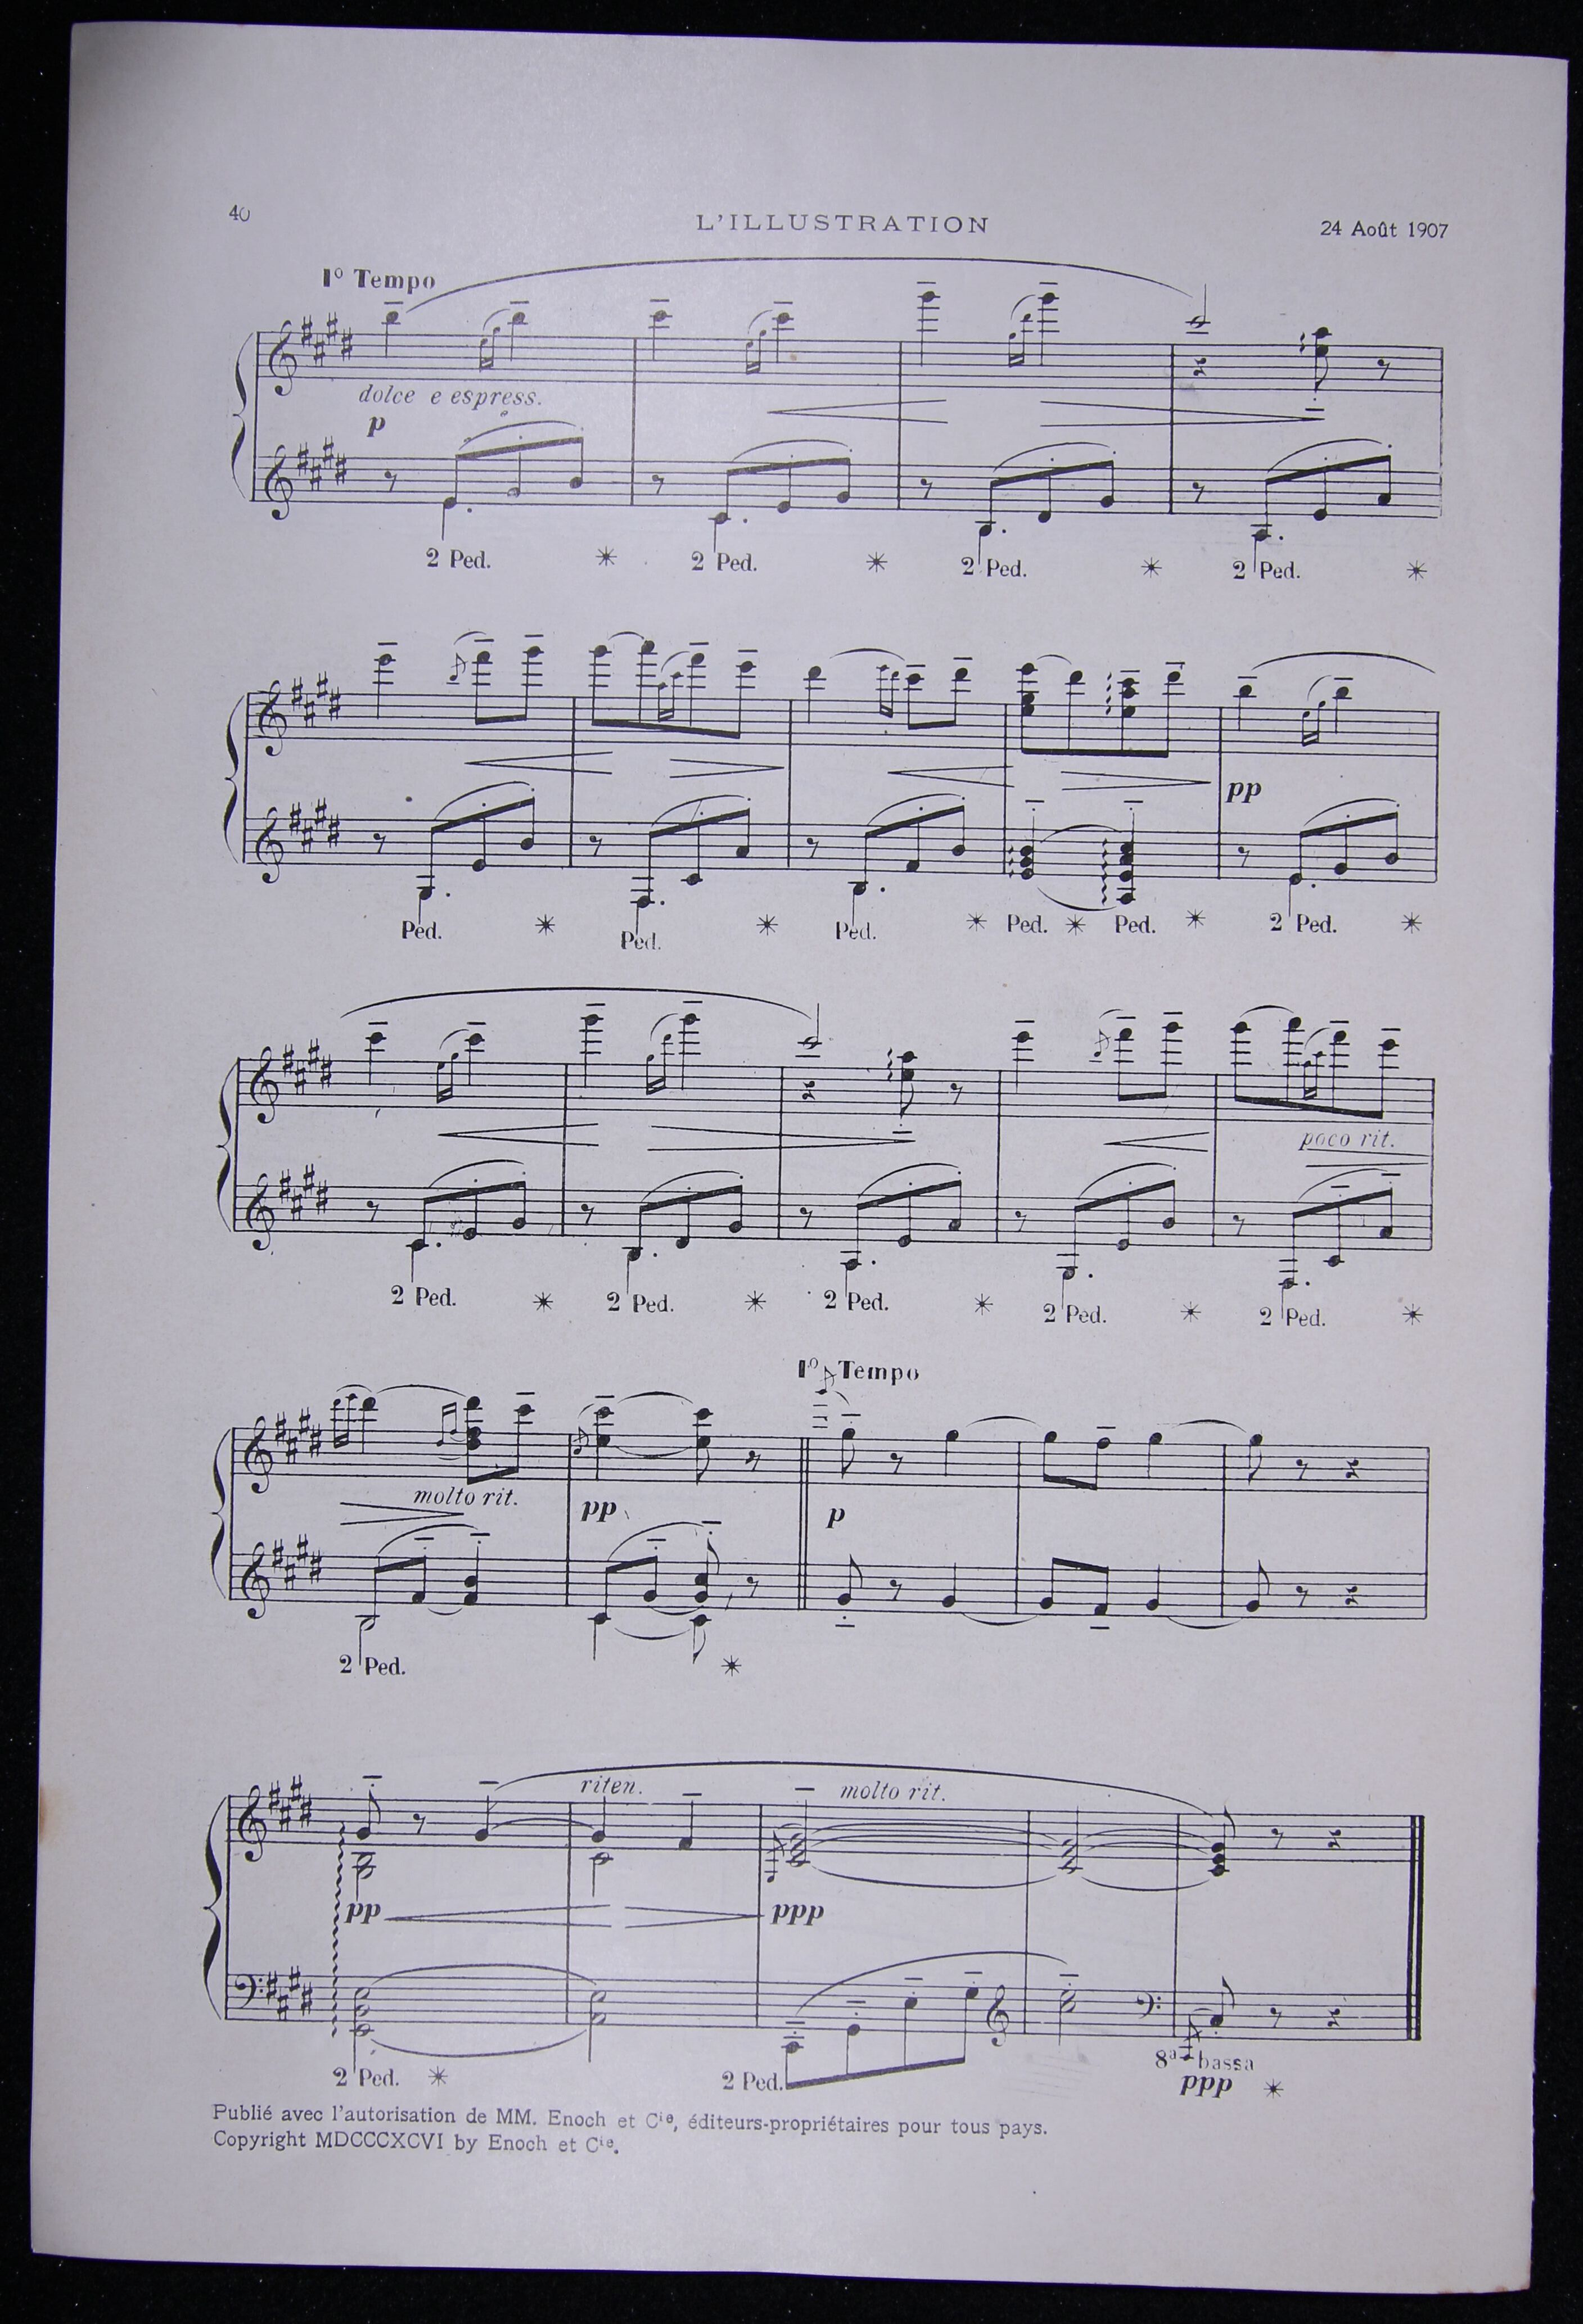 40 L'ILLUSTRATION 24 Août 1907
1º Tempo
dolce e espress.
p
2 Ped. 2 Ped. 2 Ped. 2 Ped.
pp
Ped. Ped. Ped. Ped. Ped. 2 Ped.
poco rit.
2 Ped. 2 Ped. 2 Ped. 2 Ped. 2 Ped.
1º Tempo
molto rit. pp p
2 Ped.
riten. molto rit.
pp ppp
2 Ped. 2 Ped. 8ª bassa
ppp
Publié avec l'autorisation de MM. Enoch et Cie, éditeurs-propriétaires pour tous pays.
Copyright MDCCCXCVI by Enoch et Cie.